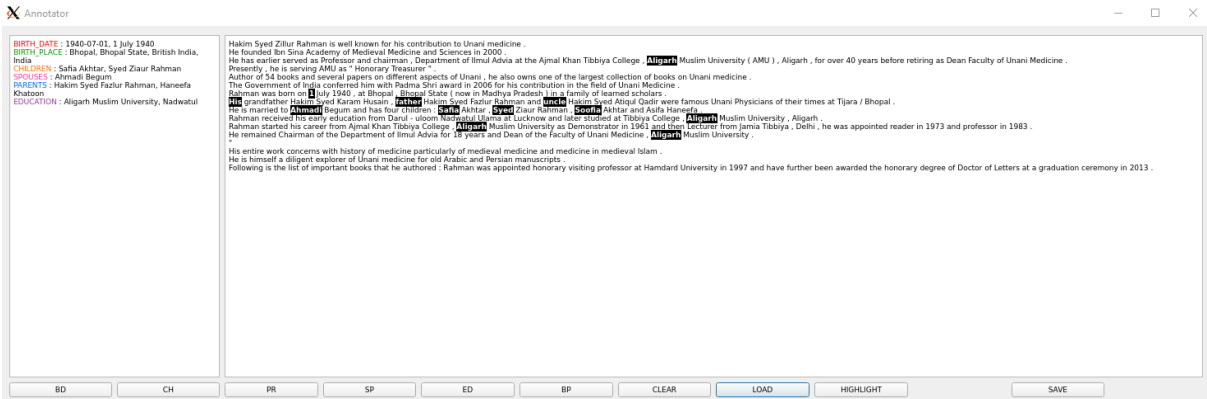 Annotator
BIRTH_DATE : 1940-07-01, 1 July 1940
BIRTH_PLACE : Bhopal, Bhopal State, British India,
India
CHILDREN : Safia Akhtar, Syed Ziaur Rahman
SPOUSES : Ahmadi Begum
PARENTS : Hakim Syed Fazlur Rahman, Haneefa
Khatoon
EDUCATION : Aligarh Muslim University, Nadwatul
Hakim Syed Zillur Rahman is well known for his contribution to Unani medicine .
He founded Ibn Sina Academy of Medieval Medicine and Sciences in 2000 .
He has earlier served as Professor and chairman , Department of Ilmul Advia at the Ajmal Khan Tibbiya College , Aligarh Muslim University ( AMU ) , Aligarh , for over 40 years before retiring as Dean Faculty of Unani Medicine .
Presently , he is serving AMU as " Honorary Treasurer " .
Author of 54 books and several papers on different aspects of Unani , he also owns one of the largest collection of books on Unani medicine .
The Government of India conferred him with Padma Shri award in 2006 for his contribution in the field of Unani Medicine .
Rahman was born on 1 July 1940 , at Bhopal , Bhopal State ( now in Madhya Pradesh ) in a family of learned scholars .
His grandfather Hakim Syed Karam Husain , father Hakim Syed Fazlur Rahman and uncle Hakim Syed Atiqul Qadir were famous Unani Physicians of their times at Tijara / Bhopal .
He is married to Ahmadi Begum and has four children : Safia Akhtar , Syed Ziaur Rahman , Soofia Akhtar and Asifa Haneefa .
Rahman received his early education from Darul - uloom Nadwatul Ulama at Lucknow and later studied at Tibbiya College , Aligarh Muslim University , Aligarh .
Rahman started his career from Ajmal Khan Tibbiya College , Aligarh Muslim University as Demonstrator in 1961 and then Lecturer from Jamia Tibbiya , Delhi , he was appointed reader in 1973 and professor in 1983 .
He remained Chairman of the Department of Ilmul Advia for 18 years and Dean of the Faculty of Unani Medicine , Aligarh Muslim University .
"
His entire work concerns with history of medicine particularly of medieval medicine and medicine in medieval Islam .
He is himself a diligent explorer of Unani medicine for old Arabic and Persian manuscripts .
Following is the list of important books that he authored : Rahman was appointed honorary visiting professor at Hamdard University in 1997 and have further been awarded the honorary degree of Doctor of Letters at a graduation ceremony in 2013 .
BD CH PR SP ED BP CLEAR LOAD HIGHLIGHT SAVE